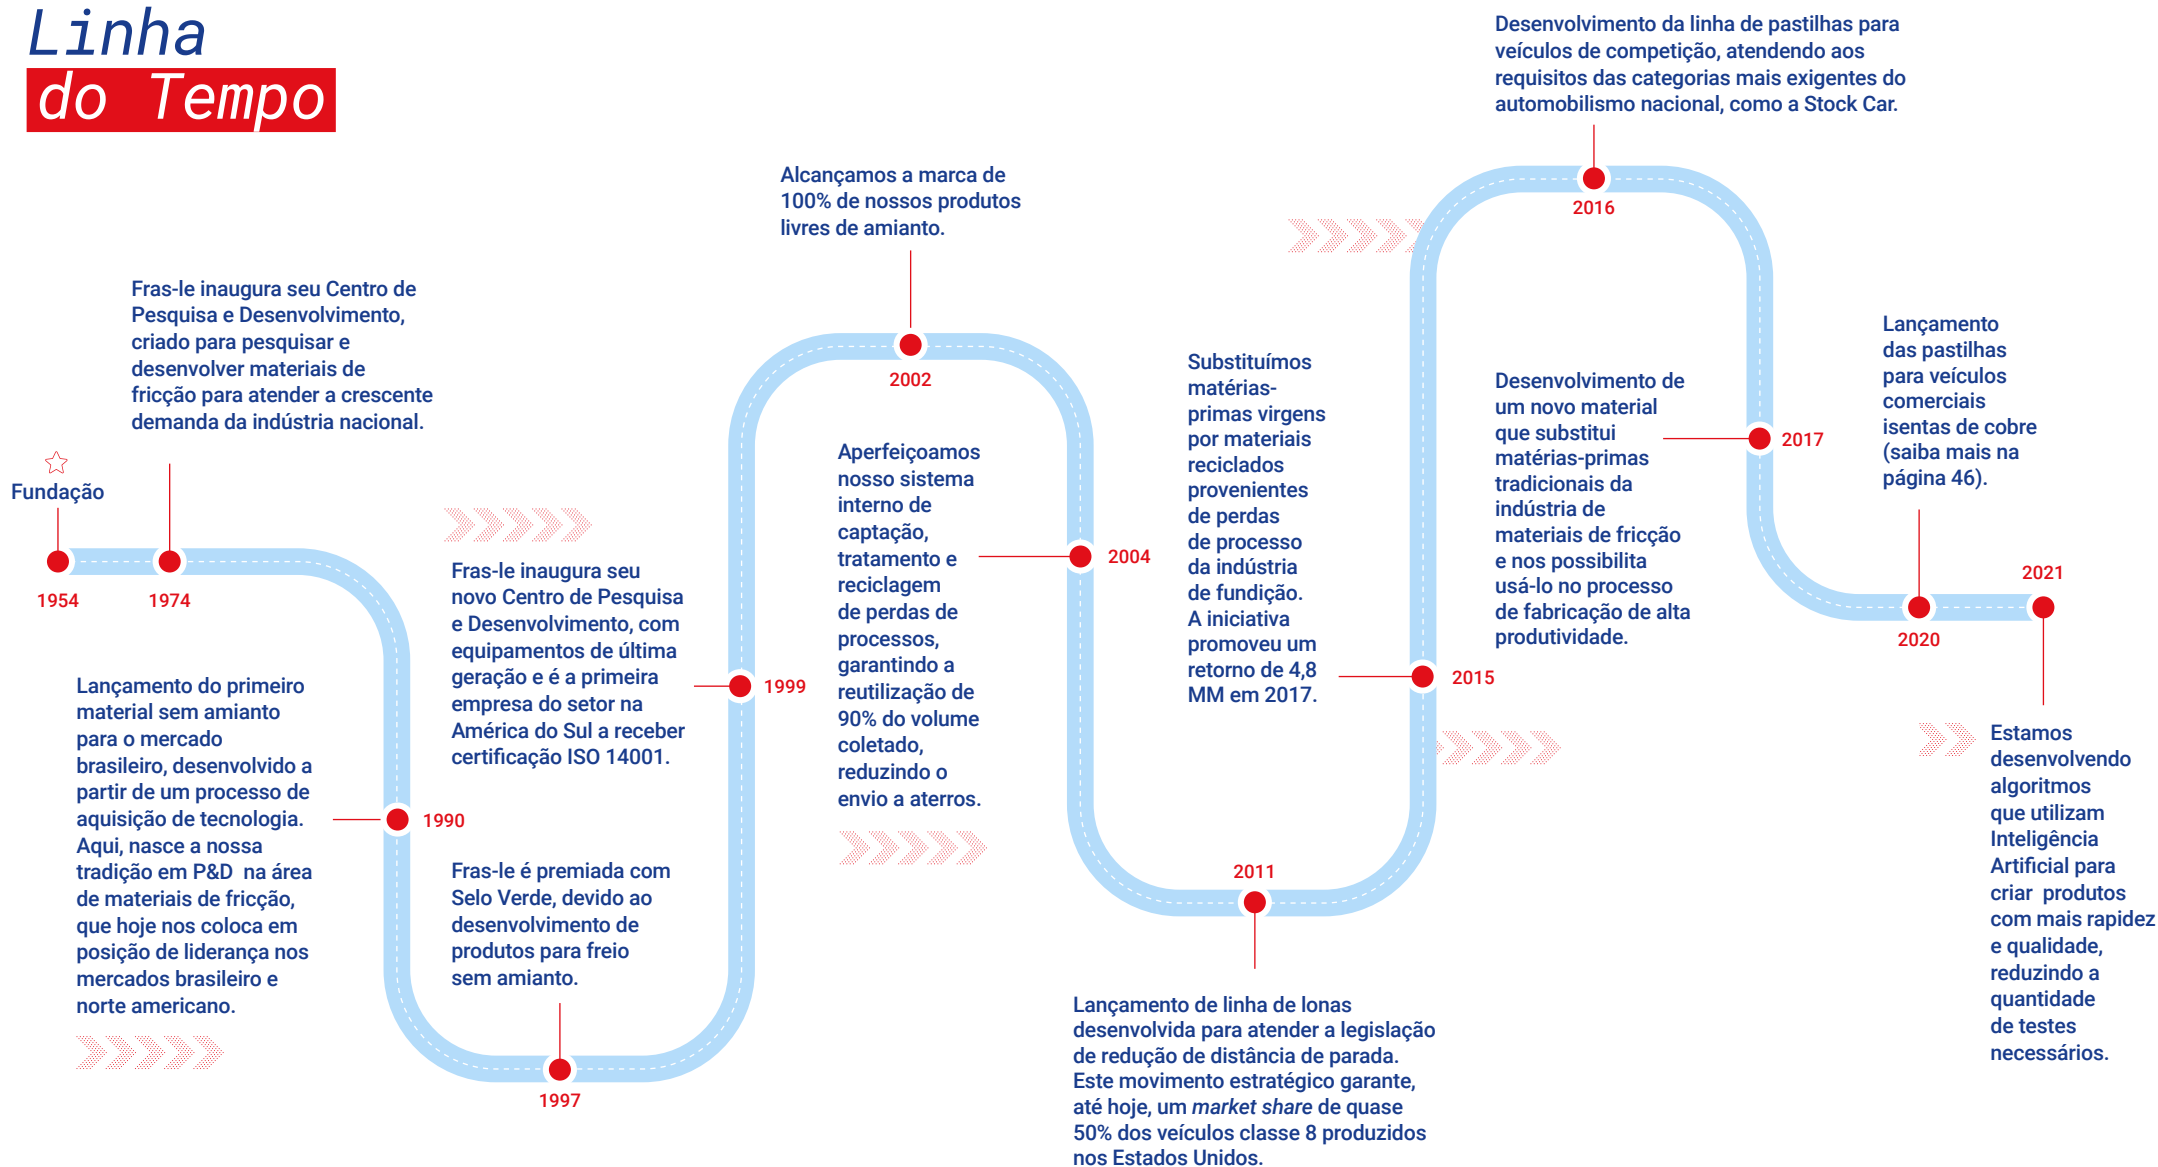 Linha
do Tempo
Fundação
1954
Fras-le inaugura seu Centro de
Pesquisa e Desenvolvimento,
criado para pesquisar e
desenvolver materiais de
fricção para atender a crescente
demanda da indústria nacional.
1974
Lançamento do primeiro
material sem amianto
para o mercado
brasileiro, desenvolvido a
partir de um processo de
aquisição de tecnologia.
Aqui, nasce a nossa
tradição em P&D na área
de materiais de fricção,
que hoje nos coloca em
posição de liderança nos
mercados brasileiro e
norte americano.
1990
Fras-le é premiada com
Selo Verde, devido ao
desenvolvimento de
produtos para freio
sem amianto.
1997
Fras-le inaugura seu
novo Centro de Pesquisa
e Desenvolvimento, com
equipamentos de última
geração e é a primeira
empresa do setor na
América do Sul a receber
certificação ISO 14001.
1999
Alcançamos a marca de
100% de nossos produtos
livres de amianto.
2002
Aperfeiçoamos
nosso sistema
interno de
captação,
tratamento e
reciclagem
de perdas de
processos,
garantindo a
reutilização de
90% do volume
coletado,
reduzindo o
envio a aterros.
2004
2011
Lançamento de linha de lonas
desenvolvida para atender a legislação
de redução de distância de parada.
Este movimento estratégico garante,
até hoje, um market share de quase
50% dos veículos classe 8 produzidos
nos Estados Unidos.
Substituímos
matérias-
primas virgens
por materiais
reciclados
provenientes
de perdas
de processo
da indústria
de fundição.
A iniciativa
promoveu um
retorno de 4,8
MM em 2017.
2015
Desenvolvimento da linha de pastilhas para
veículos de competição, atendendo aos
requisitos das categorias mais exigentes do
automobilismo nacional, como a Stock Car.
2016
Desenvolvimento de
um novo material
que substitui
matérias-primas
tradicionais da
indústria de
materiais de fricção
e nos possibilita
usá-lo no processo
de fabricação de alta
produtividade.
2017
Lançamento
das pastilhas
para veículos
comerciais
isentas de cobre
(saiba mais na
página 46).
2020
2021
Estamos
desenvolvendo
algoritmos
que utilizam
Inteligência
Artificial para
criar produtos
com mais rapidez
e qualidade,
reduzindo a
quantidade
de testes
necessários.